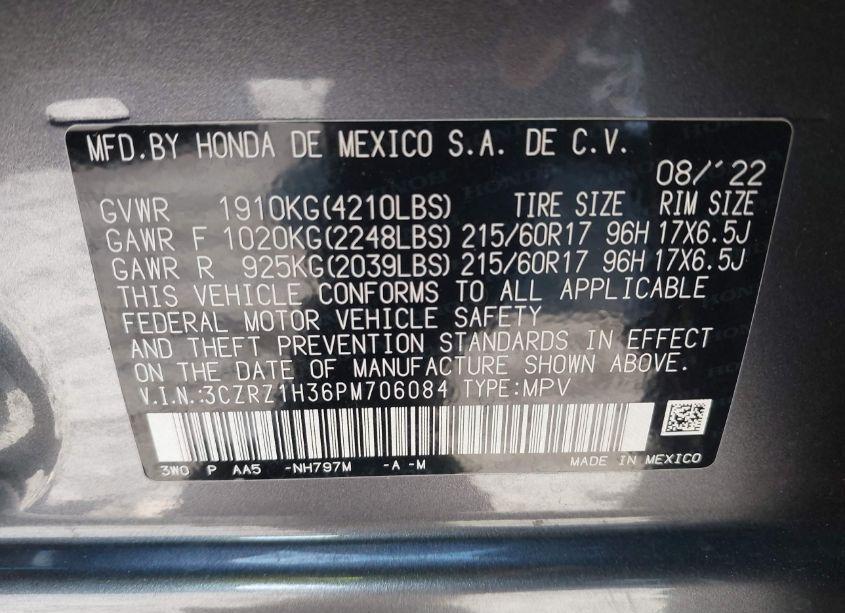 MFD.BY HONDA DE MEXICO S.A. DE C.V.
08/'22
GVWR 1910KG(4210LBS) TIRE SIZE RIM SIZE
GAWR F 1020KG(2248LBS) 215/60R17 96H 17X6.5J
GAWR R 925KG(2039LBS) 215/60R17 96H 17X6.5J
THIS VEHICLE CONFORMS TO ALL APPLICABLE
FEDERAL MOTOR VEHICLE SAFETY
AND THEFT PREVENTION STANDARDS IN EFFECT
ON THE DATE OF MANUFACTURE SHOWN ABOVE.
V.I.N.:3CZRZ1H36PM706084 TYPE:MPV
3WO P AA5 -NH797M -A -M MADE IN MEXICO